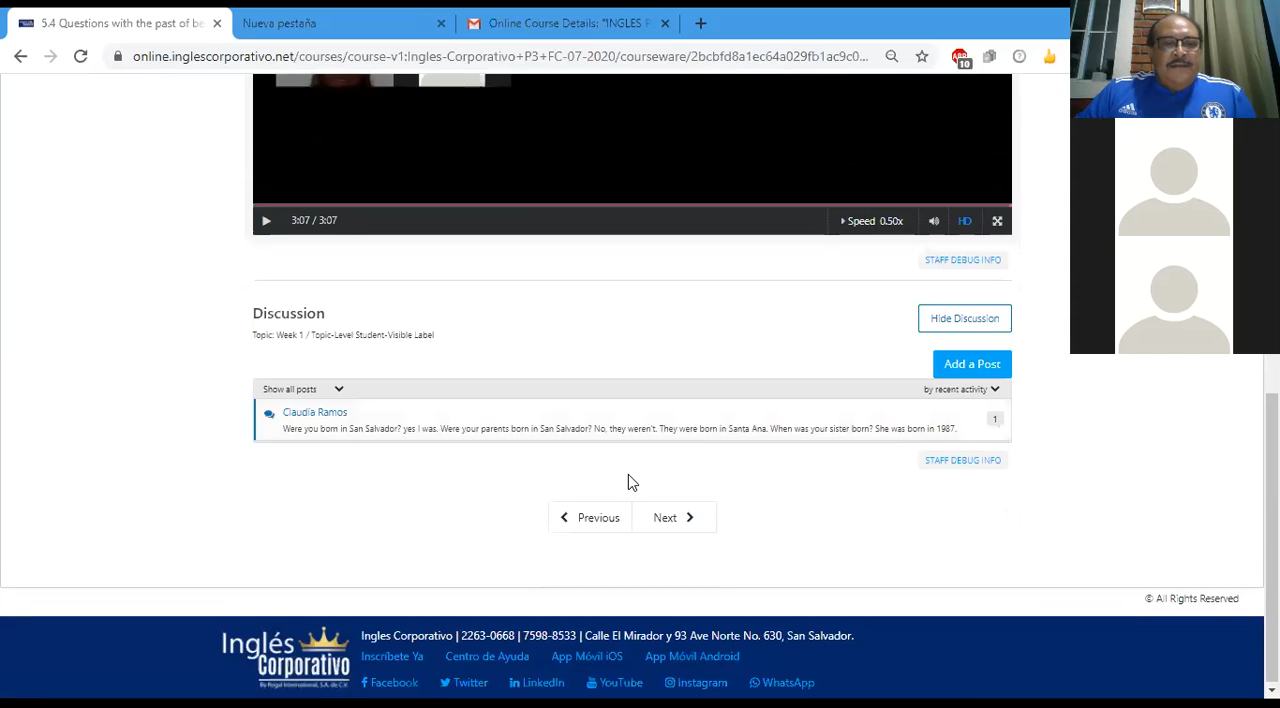 5.4 Questions with the past of be
Nueva pestaña
Online Course Details: "INGLES P
online.inglescorporativo.net/courses/course-v1:Ingles-Corporativo+P3+FC-07-2020/courseware/2bcbfd8a1ec64a029fb1ac9c0...
10
3:07 / 3:07
Speed 0.50x
HD
STAFF DEBUG INFO
Discussion
Topic: Week 1 / Topic-Level Student-Visible Label
Hide Discussion
Add a Post
Show all posts
by recent activity
Claudia Ramos
1
Were you born in San Salvador? yes I was. Were your parents born in San Salvador? No, they weren't. They were born in Santa Ana. When was your sister born? She was born in 1987.
STAFF DEBUG INFO
Previous
Next
© All Rights Reserved
Inglés Corporativo
By Regal International, S.A. de C.V.
Ingles Corporativo | 2263-0668 | 7598-8533 | Calle El Mirador y 93 Ave Norte No. 630, San Salvador.
Inscríbete Ya
Centro de Ayuda
App Móvil iOS
App Móvil Android
Facebook
Twitter
LinkedIn
YouTube
Instagram
WhatsApp